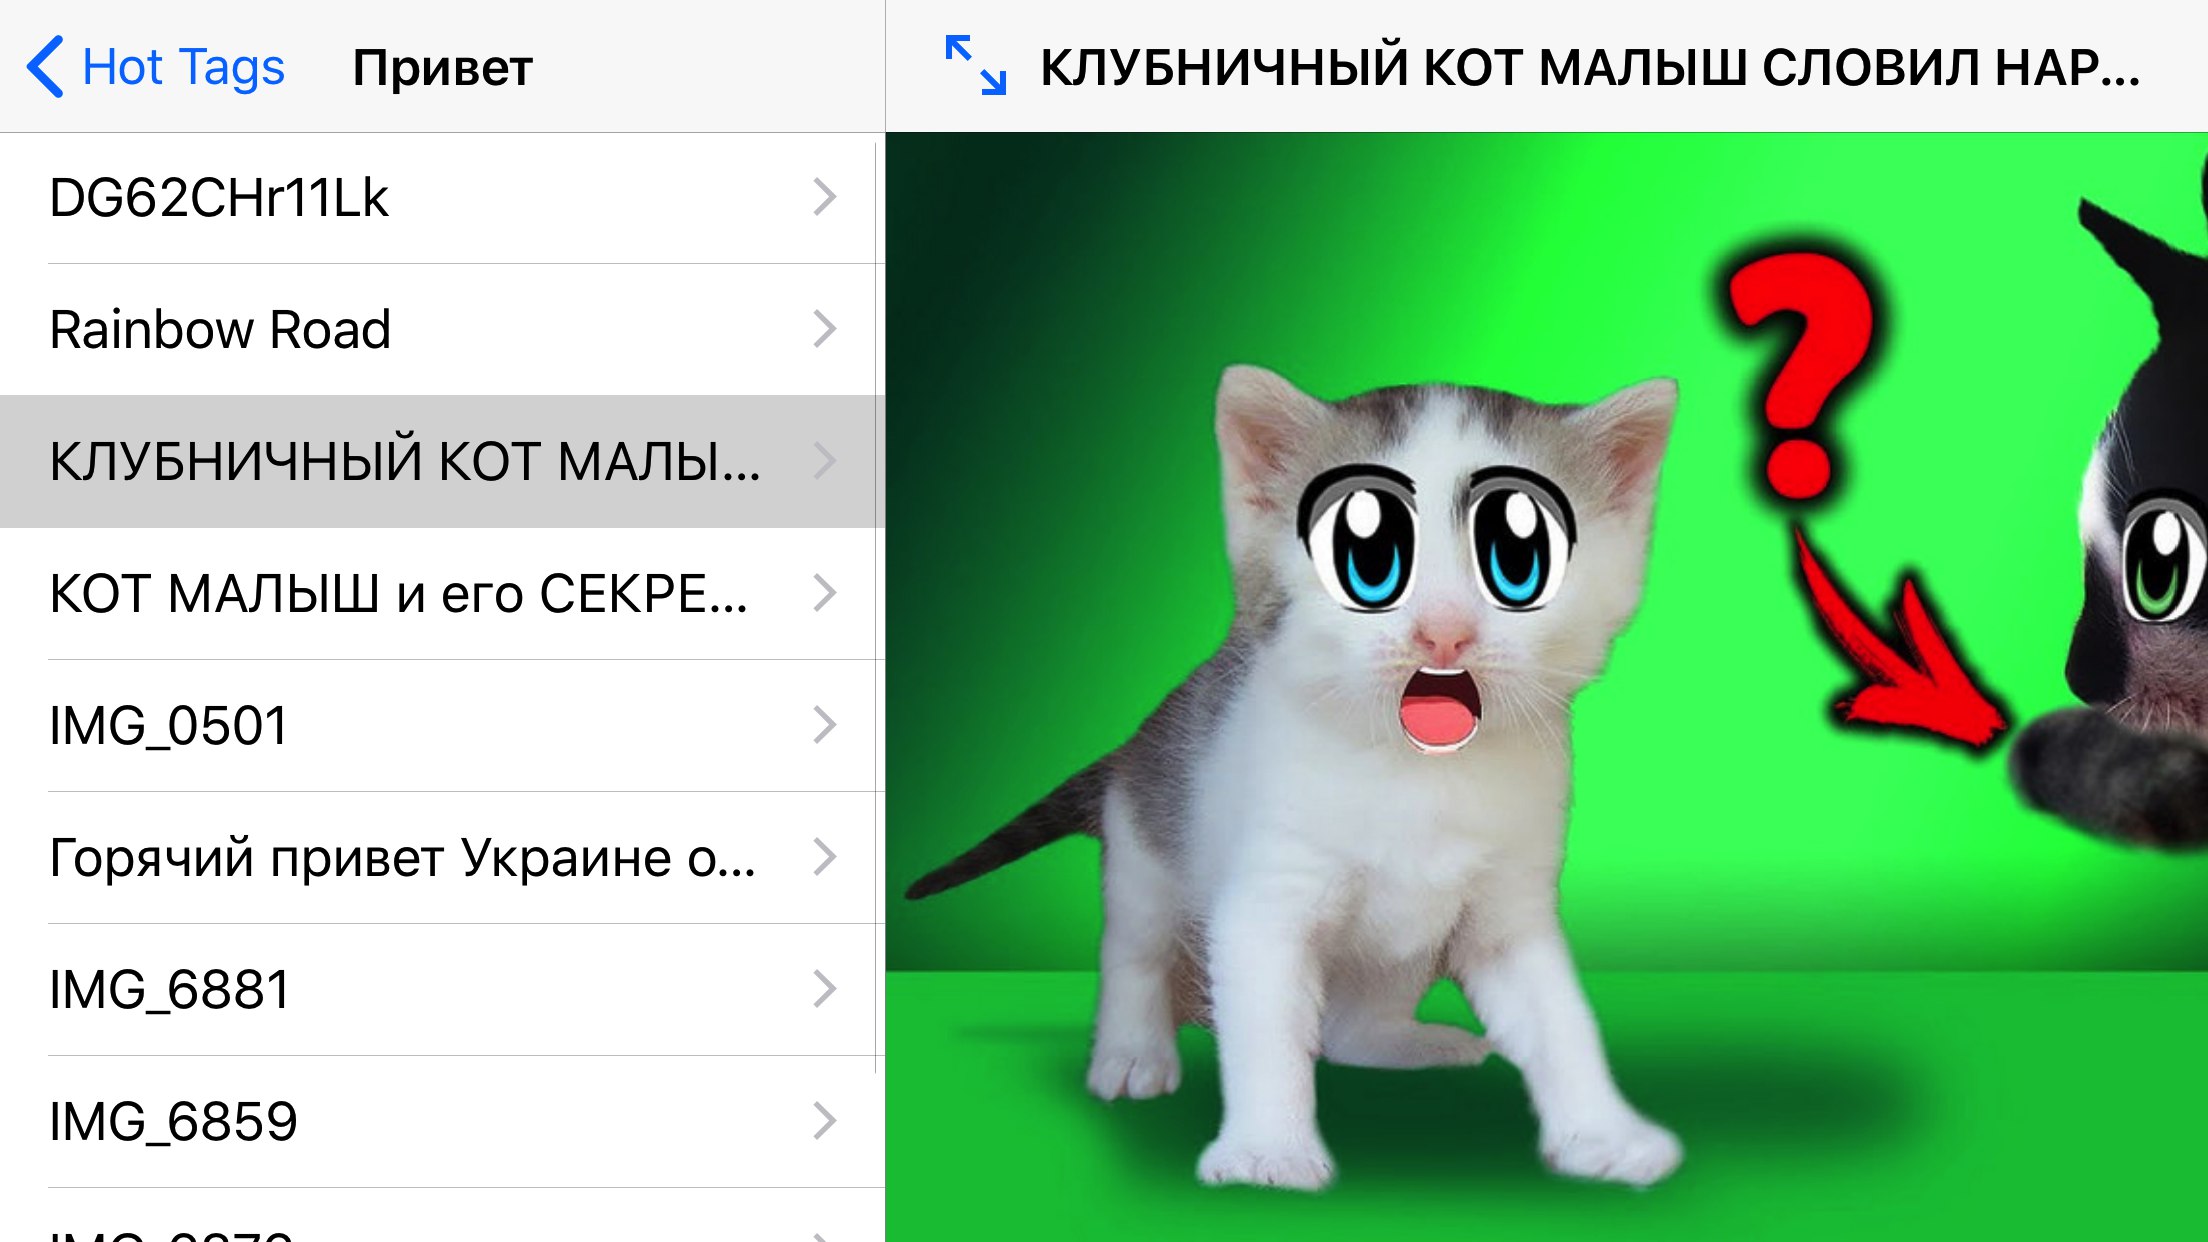 Hot Tags
Привет
КЛУБНИЧНЫЙ КОТ МАЛЫШ СЛОВИЛ НАР...
DG62CHr11Lk
Rainbow Road
КЛУБНИЧНЫЙ КОТ МАЛЫ...
КОТ МАЛЫШ и его СЕКРЕ...
IMG_0501
Горячий привет Украине о...
IMG_6881
IMG_6859
?